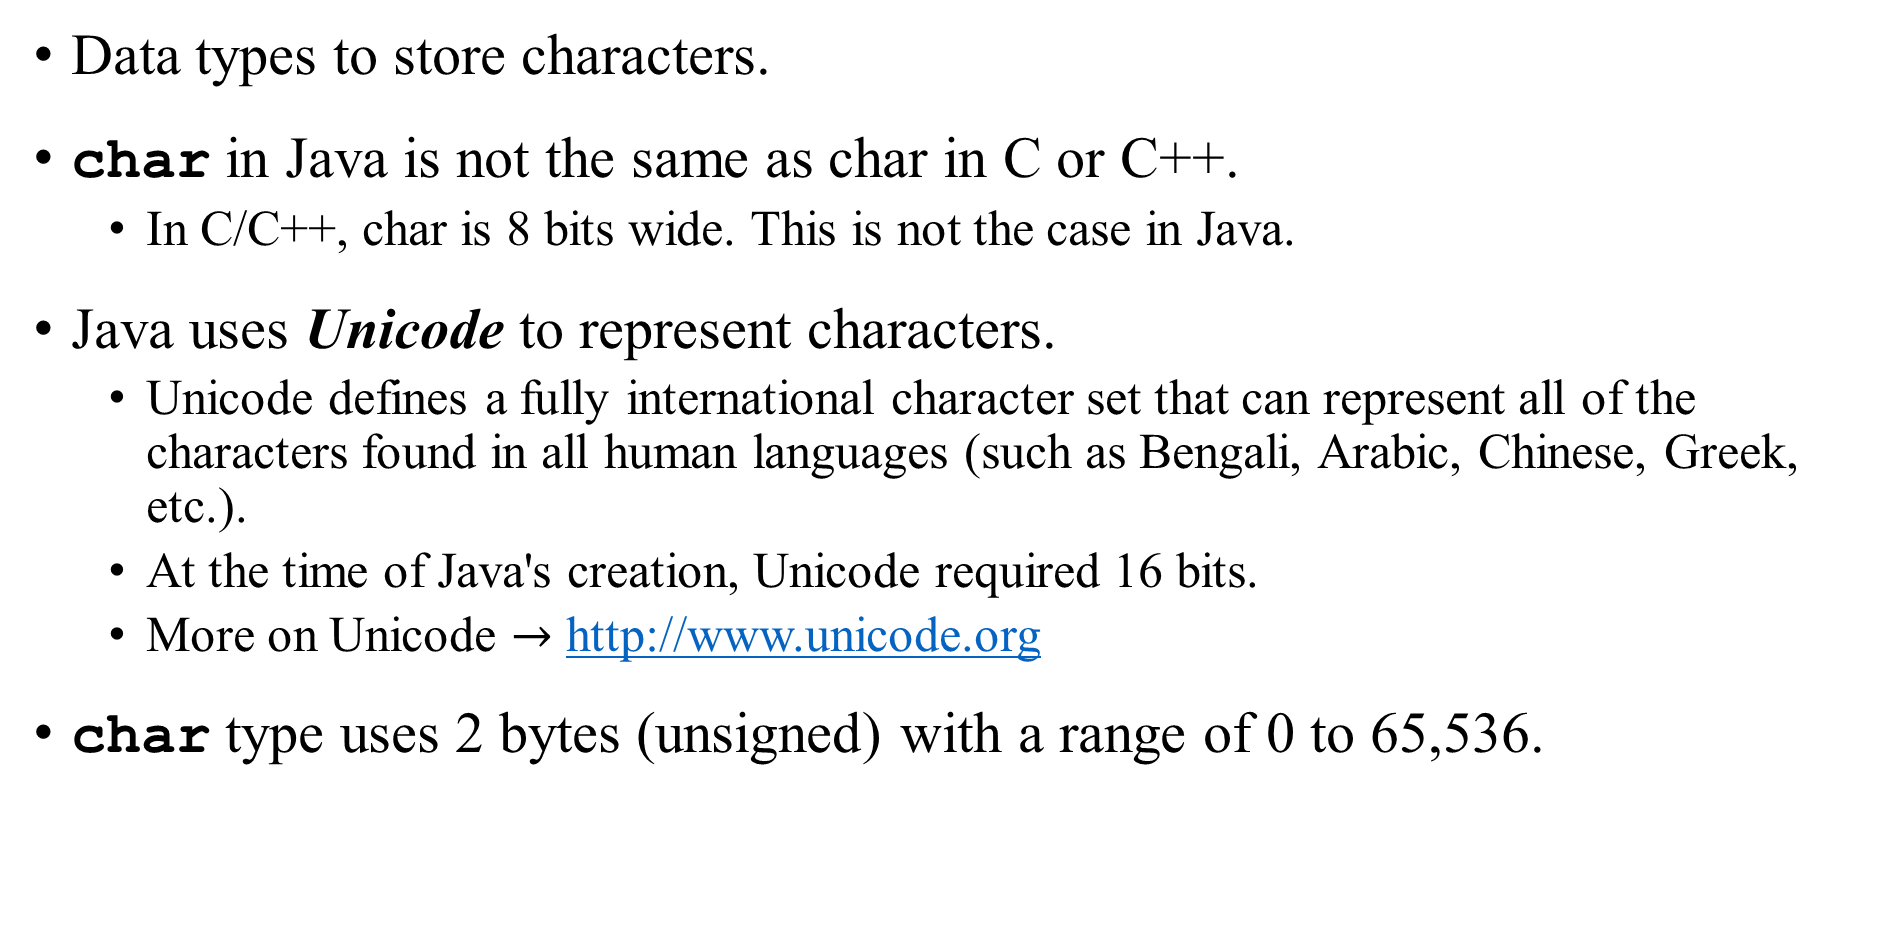 • Data types to store characters.
• char in Java is not the same as char in C or C++.
• In C/C++, char is 8 bits wide. This is not the case in Java.
• Java uses Unicode to represent characters.
• Unicode defines a fully international character set that can represent all of the
characters found in all human languages (such as Bengali, Arabic, Chinese, Greek,
etc.).
• At the time of Java's creation, Unicode required 16 bits.
• More on Unicode → http://www.unicode.org
• char type uses 2 bytes (unsigned) with a range of 0 to 65,536.